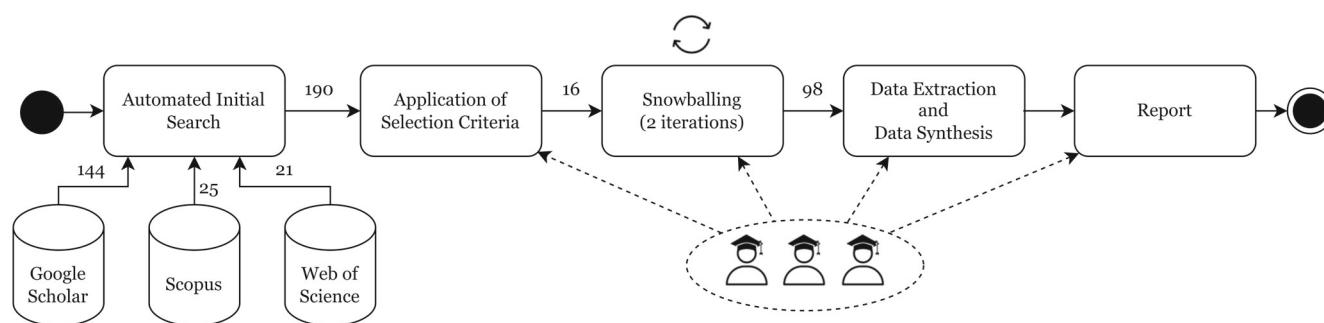 Automated Initial
Search
190
Application of
Selection Criteria
16
Snowballing
(2 iterations)
98
Data Extraction
and
Data Synthesis
Report
144
25
21
Google
Scholar
Scopus
Web of
Science